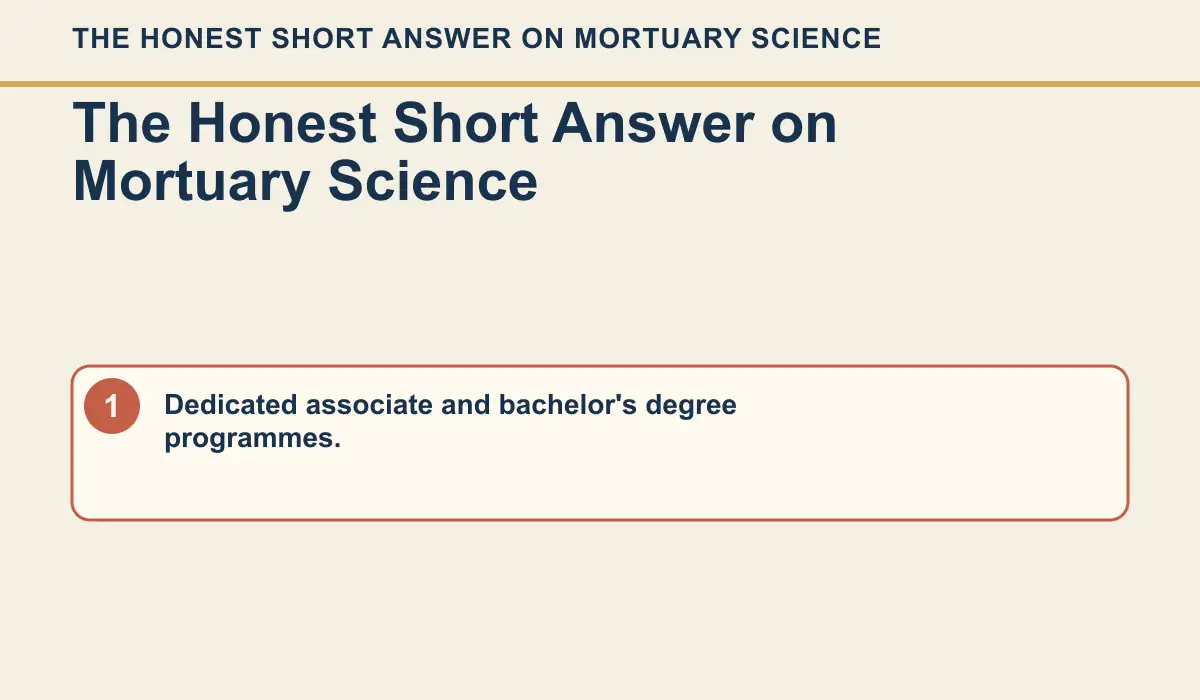 THE HONEST SHORT ANSWER ON MORTUARY SCIENCE
The Honest Short Answer on
Mortuary Science
1
Dedicated associate and bachelor's degree
programmes.